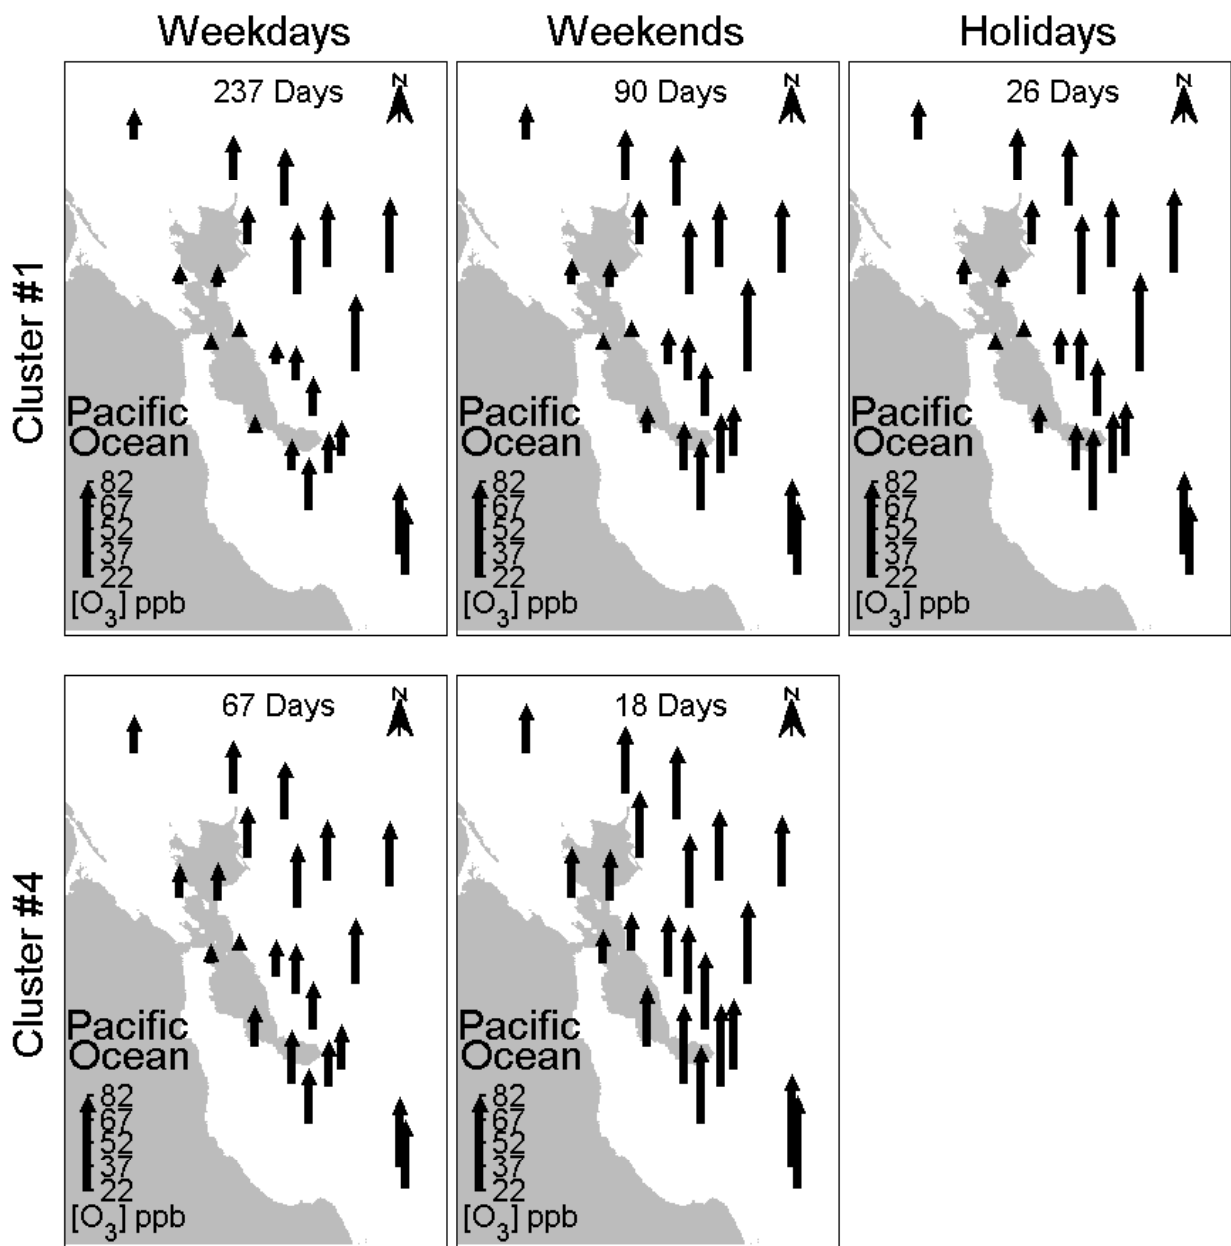 Weekdays Weekends Holidays
Cluster #1
237 Days
N
Pacific
Ocean
82
67
52
37
22
[O₃] ppb
90 Days
N
Pacific
Ocean
82
67
52
37
22
[O₃] ppb
26 Days
N
Pacific
Ocean
82
67
52
37
22
[O₃] ppb
Cluster #4
67 Days
N
Pacific
Ocean
82
67
52
37
22
[O₃] ppb
18 Days
N
Pacific
Ocean
82
67
52
37
22
[O₃] ppb